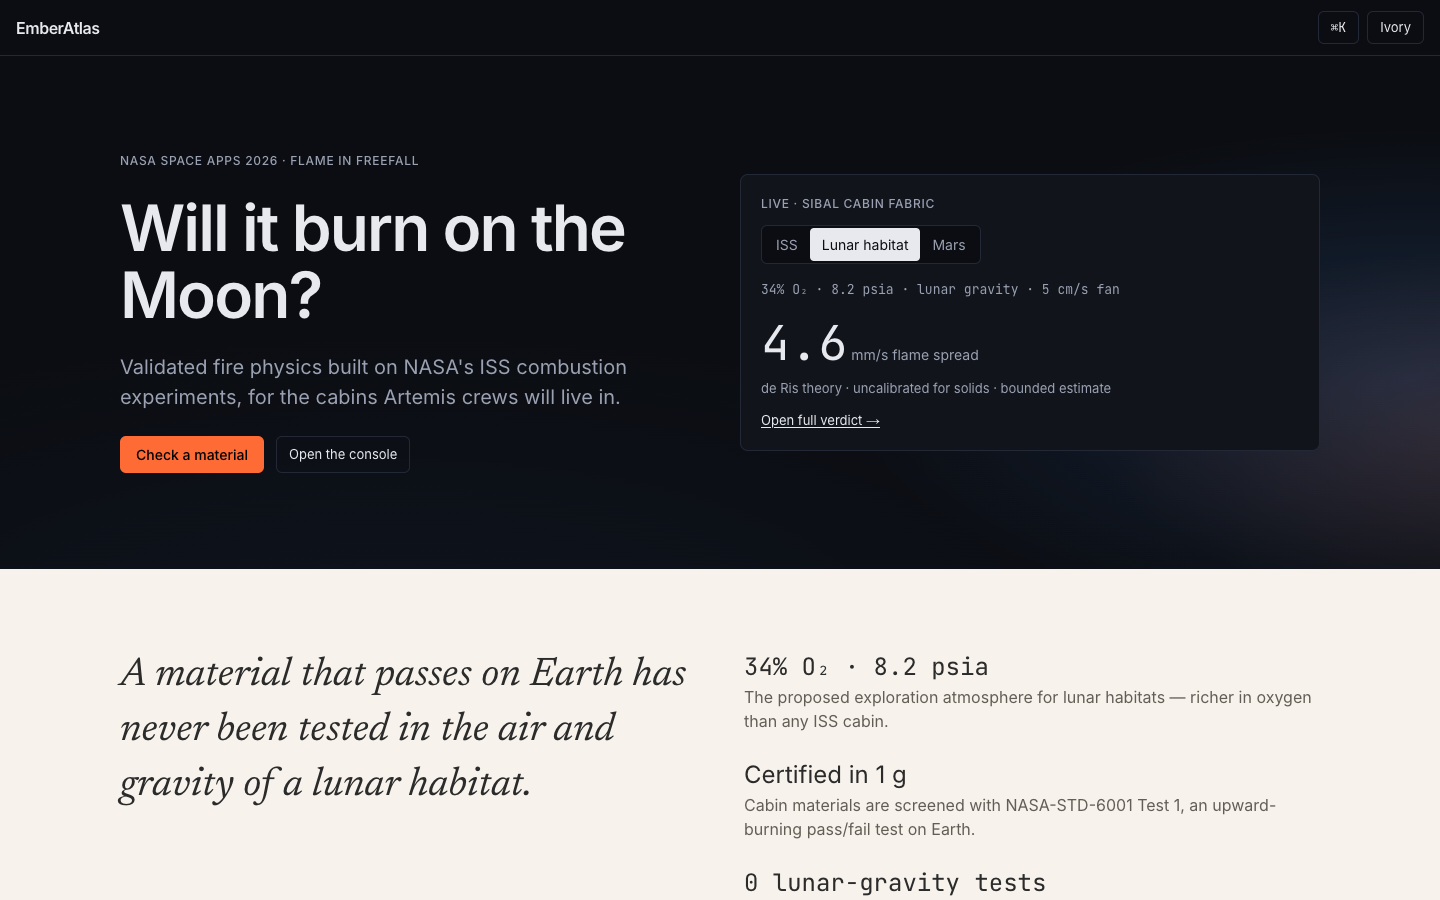 EmberAtlas
⌘K
Ivory
NASA SPACE APPS 2026 · FLAME IN FREEFALL
Will it burn on the
Moon?
Validated fire physics built on NASA's ISS combustion
experiments, for the cabins Artemis crews will live in.
Check a material
Open the console
LIVE · SIBAL CABIN FABRIC
ISS
Lunar habitat
Mars
34% O₂ · 8.2 psia · lunar gravity · 5 cm/s fan
4.6 mm/s flame spread
de Ris theory · uncalibrated for solids · bounded estimate
Open full verdict →
A material that passes on Earth has
never been tested in the air and
gravity of a lunar habitat.
34% O₂ · 8.2 psia
The proposed exploration atmosphere for lunar habitats — richer in oxygen
than any ISS cabin.
Certified in 1 g
Cabin materials are screened with NASA-STD-6001 Test 1, an upward-
burning pass/fail test on Earth.
0 lunar-gravity tests